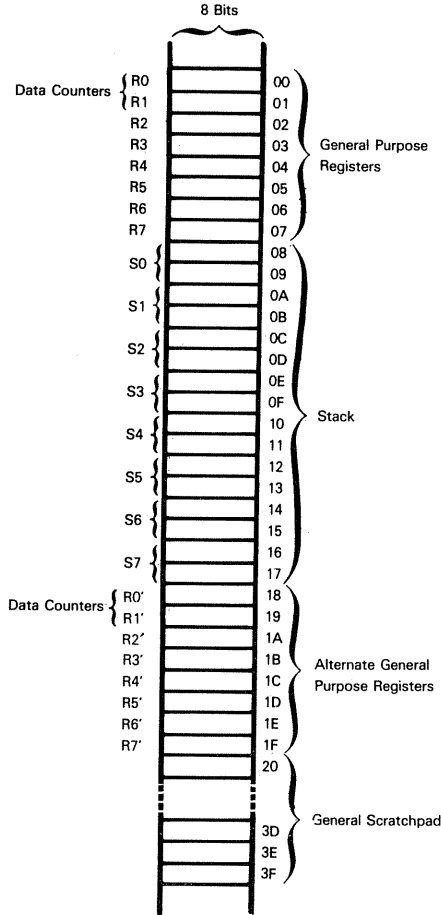 8 Bits
Data Counters
R0 00
R1 01
R2 02
R3 03
R4 04
R5 05
R6 06
R7 07
General Purpose
Registers
S0 08
09
S1 0A
0B
S2 0C
0D
S3 0E
0F
S4 10
11
S5 12
13
S6 14
15
S7 16
17
Stack
Data Counters
R0' 18
R1' 19
R2' 1A
R3' 1B
R4' 1C
R5' 1D
R6' 1E
R7' 1F
Alternate General
Purpose Registers
20
3D
3E
3F
General Scratchpad